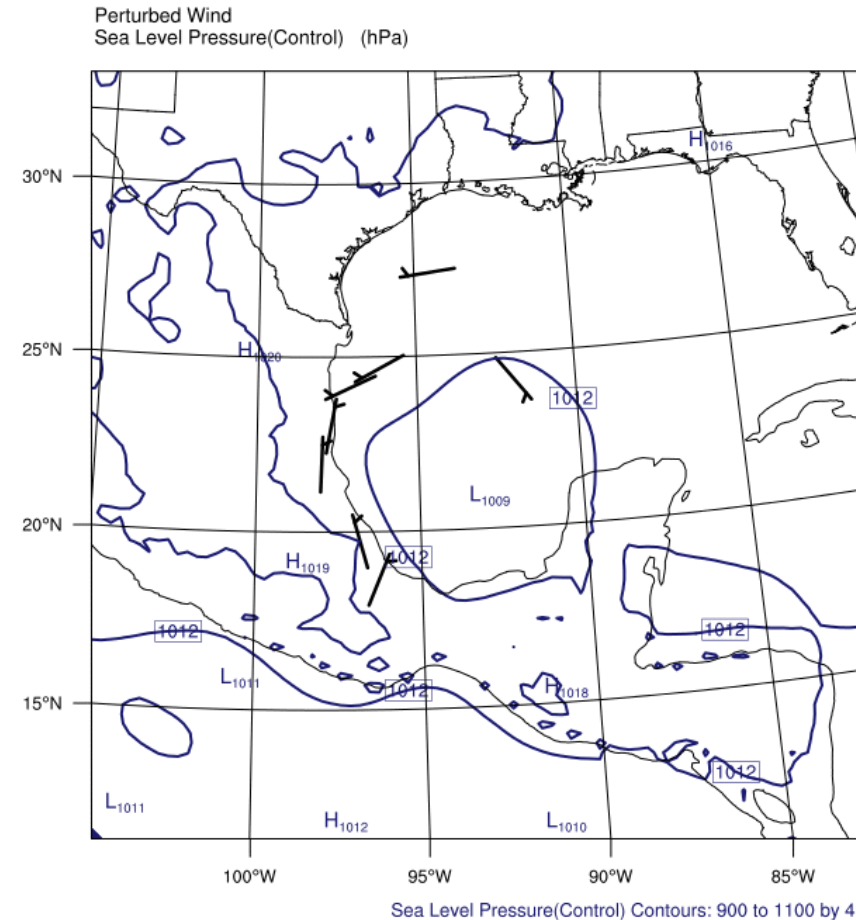 Perturbed Wind
Sea Level Pressure(Control) (hPa)
H1016
30°N
H1020
25°N
1012
L1009
20°N
1012
H1019
1012
1012
L1011
H1018
1012
15°N
1012
L1011
H1012
L1010
100°W
95°W
90°W
85°W
Sea Level Pressure(Control) Contours: 900 to 1100 by 4